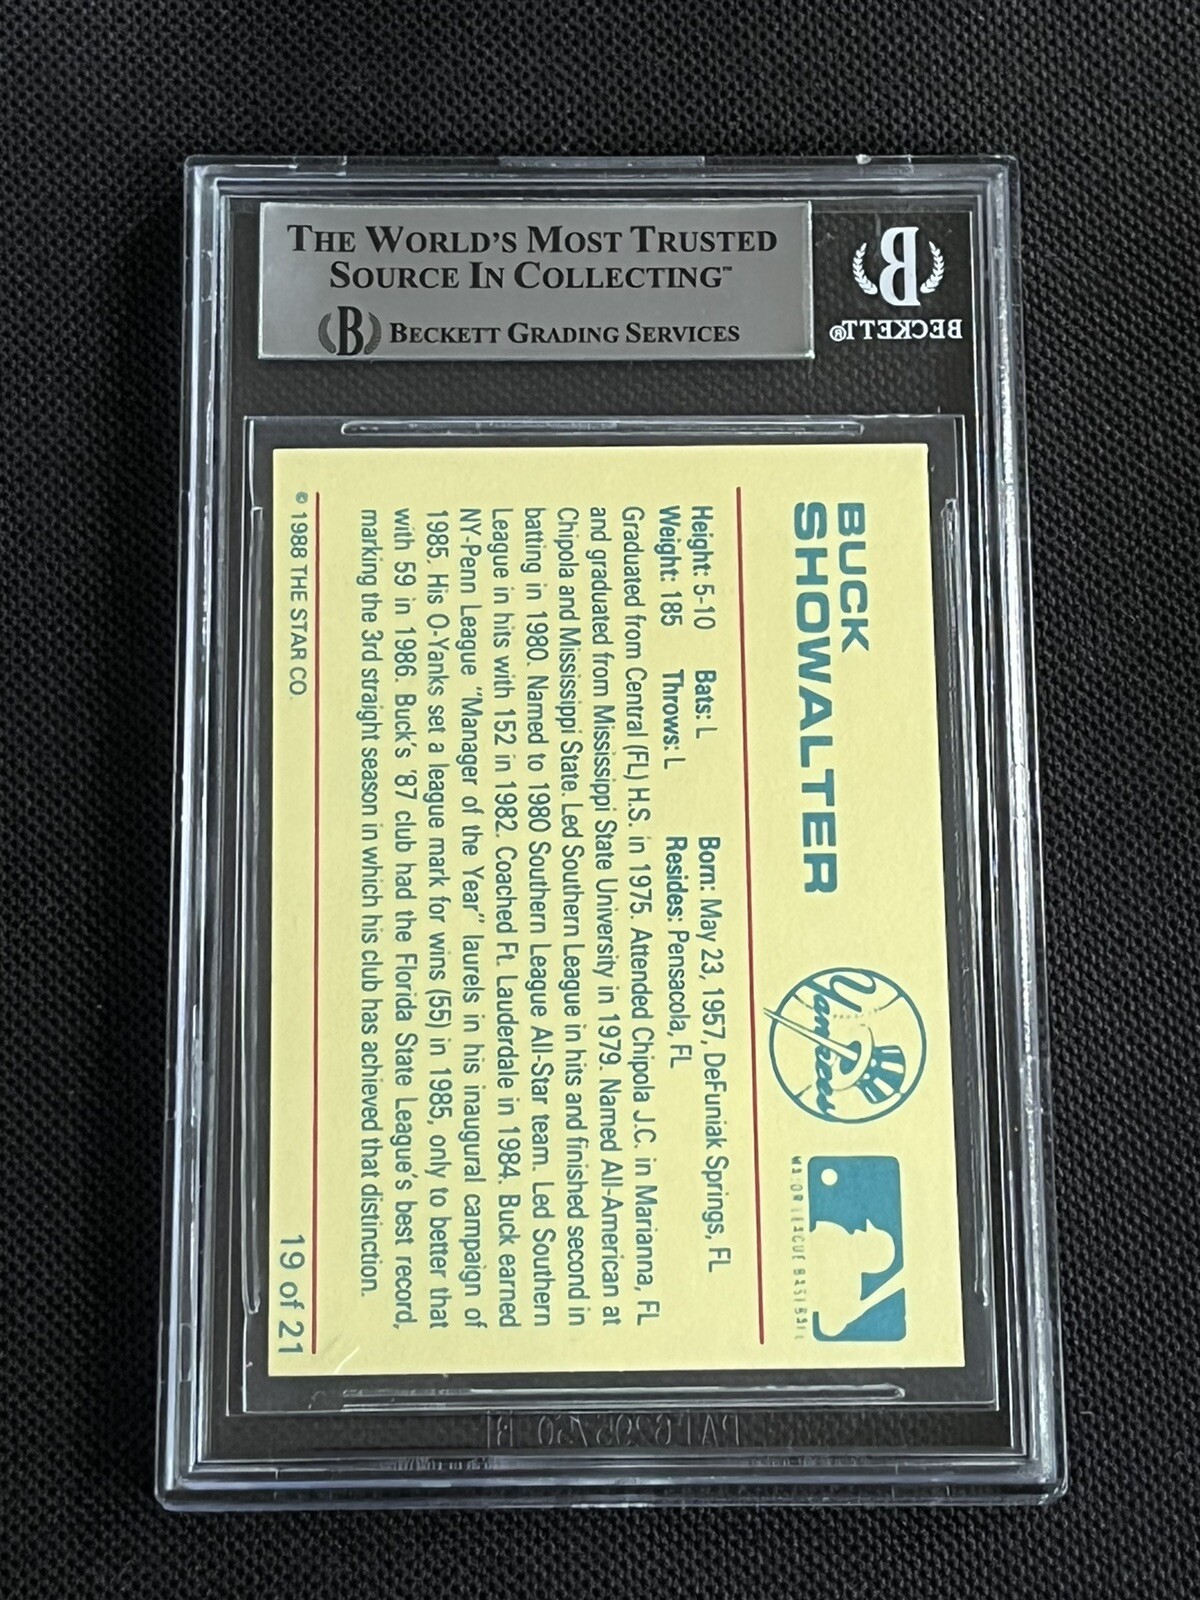 THE WORLD'S MOST TRUSTED
SOURCE IN COLLECTING™
B BECKETT GRADING SERVICES
B
BECKETT®
BUCK
SHOWALTER
Yankees
MAJOR LEAGUE BASEBALL
Height: 5-10 Bats: L Born: May 23, 1957, DeFuniak Springs, FL
Weight: 185 Throws: L Resides: Pensacola, FL
Graduated from Central (FL) H.S. in 1975. Attended Chipola J.C. in Marianna, FL
and graduated from Mississippi State University in 1979. Named All-American at
Chipola and Mississippi State. Led Southern League in hits and finished second in
batting in 1980. Named to 1980 Southern League All-Star team. Led Southern
League in hits with 152 in 1982. Coached Ft. Lauderdale in 1984. Buck earned
NY-Penn League "Manager of the Year" laurels in his inaugural campaign of
1985. His O-Yanks set a league mark for wins (55) in 1985, only to better that
with 59 in 1986. Buck's '87 club had the Florida State League's best record,
marking the 3rd straight season in which his club has achieved that distinction.
© 1988 THE STAR CO.
19 of 21